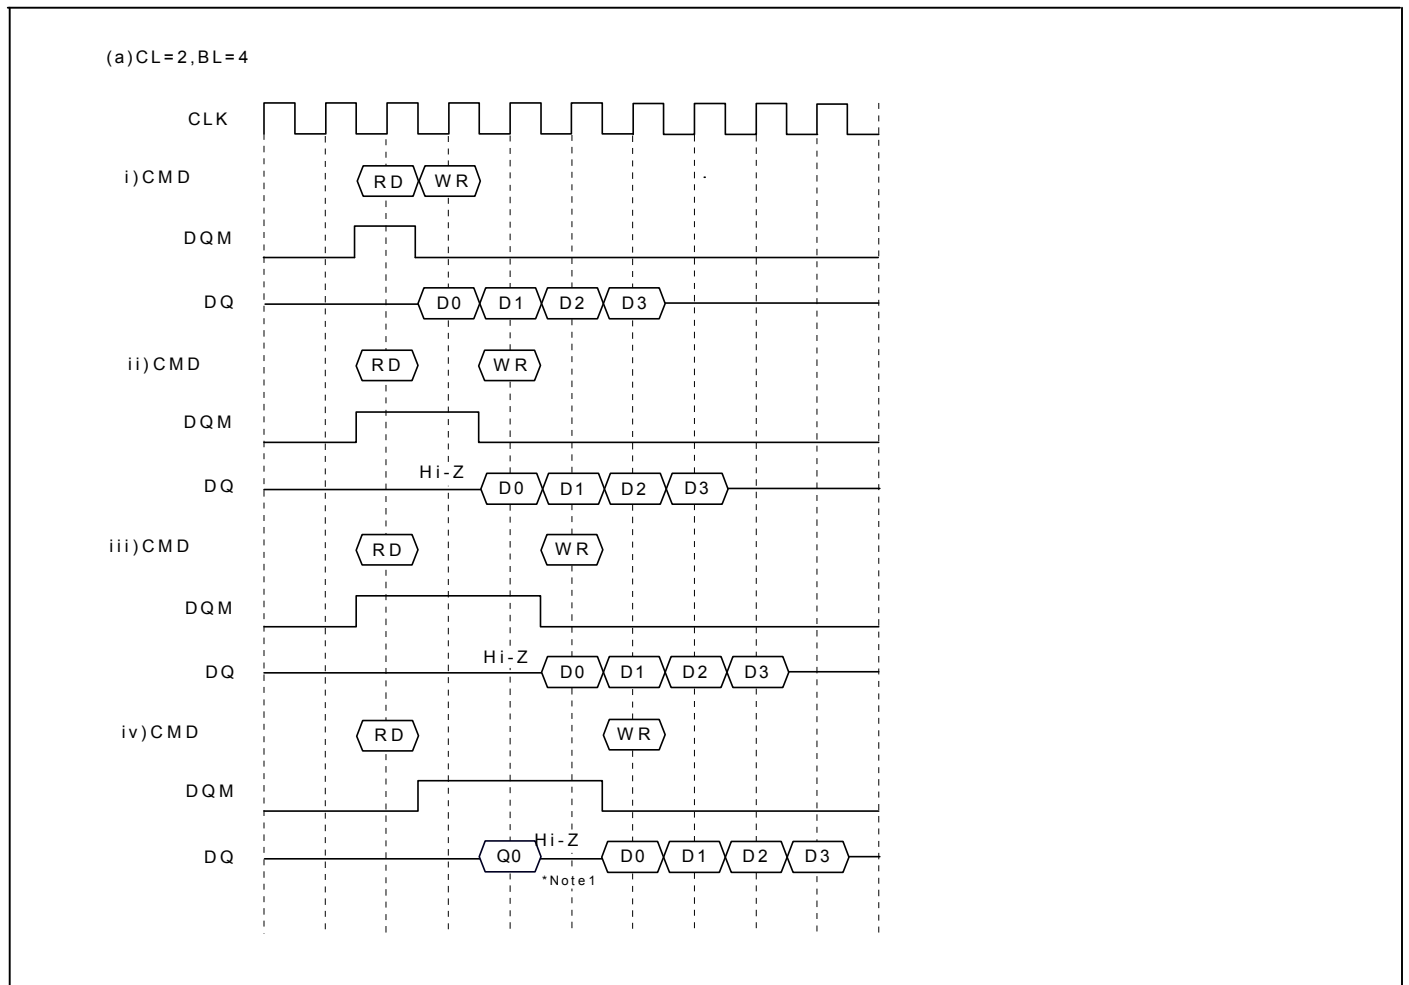 (a)CL=2,BL=4
CLK
i)CMD RD WR
DQM
DQ D0 D1 D2 D3
ii)CMD RD WR
DQM
Hi-Z
DQ D0 D1 D2 D3
iii)CMD RD WR
DQM
Hi-Z
DQ D0 D1 D2 D3
iv)CMD RD WR
DQM
Hi-Z
DQ Q0 D0 D1 D2 D3
*Note1